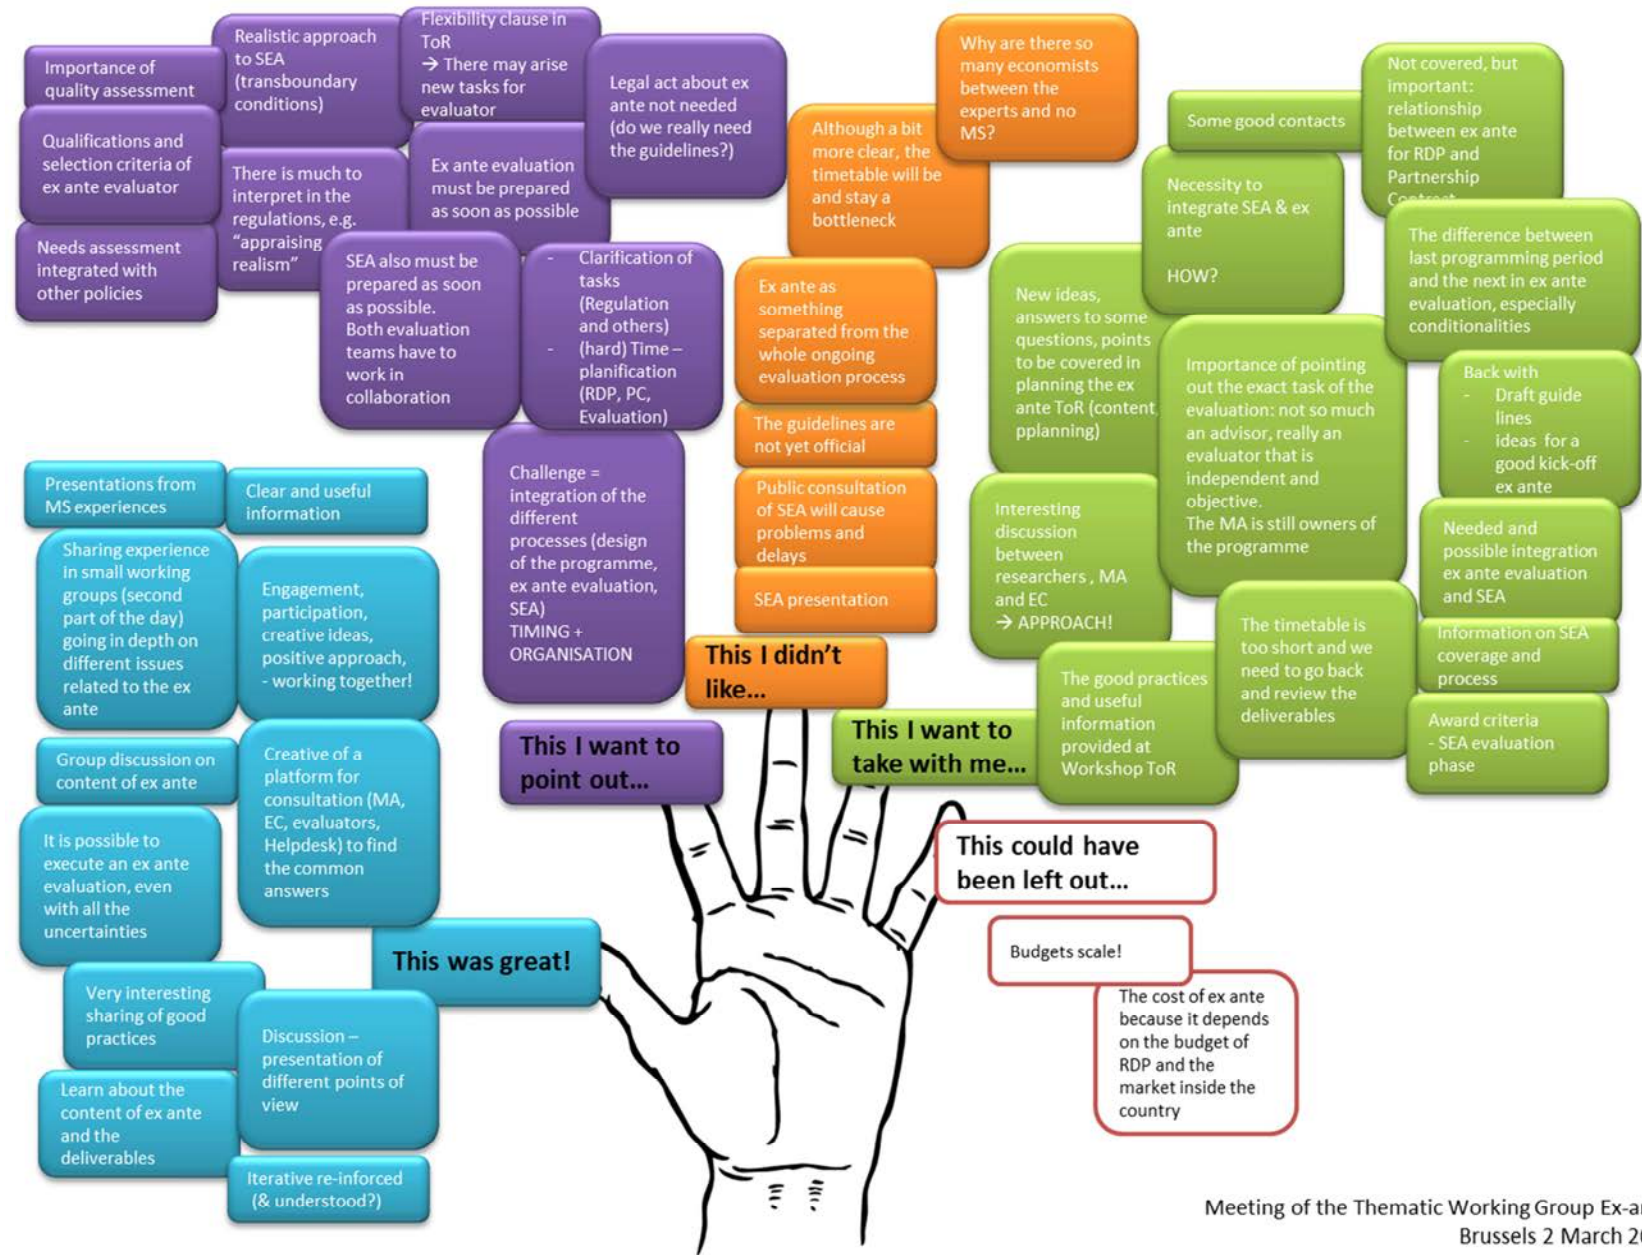 Importance of
quality assessment
Realistic approach
to SEA
(transboundary
conditions)
Flexibility clause in
ToR
→ There may arise
new tasks for
evaluator
Legal act about ex
ante not needed
(do we really need
the guidelines?)
Qualifications and
selection criteria of
ex ante evaluator
There is much to
interpret in the
regulations, e.g.
"appraising
realism"
Ex ante evaluation
must be prepared
as soon as possible
Needs assessment
integrated with
other policies
SEA also must be
prepared as soon
as possible.
Both evaluation
teams have to
work in
collaboration
- Clarification of
tasks
(Regulation
and others)
- (hard) Time –
planification
(RDP, PC,
Evaluation)
Challenge =
integration of the
different
processes (design
of the programme,
ex ante evaluation,
SEA)
TIMING +
ORGANISATION
This I want to
point out...
Why are there so
many economists
between the
experts and no
MS?
Although a bit
more clear, the
timetable will be
and stay a
bottleneck
Ex ante as
something
separated from the
whole ongoing
evaluation process
The guidelines are
not yet official
Public consultation
of SEA will cause
problems and
delays
SEA presentation
This I didn't
like...
Some good contacts
Not covered, but
important:
relationship
between ex ante
for RDP and
Partnership
Necessity to
integrate SEA & ex
ante
HOW?
The difference between
last programming period
and the next in ex ante
evaluation, especially
conditionalities
New ideas,
answers to some
questions, points
to be covered in
planning the ex
ante ToR (content,
pplanning)
Importance of pointing
out the exact task of the
evaluation: not so much
an advisor, really an
evaluator that is
independent and
objective.
The MA is still owners of
the programme
Back with
- Draft guide
lines
- ideas for a
good kick-off
ex ante
Interesting
discussion
between
researchers , MA
and EC
→ APPROACH!
Needed and
possible integration
ex ante evaluation
and SEA
The timetable is
too short and we
need to go back
and review the
deliverables
Information on SEA
coverage and
process
The good practices
and useful
information
provided at
Workshop ToR
Award criteria
- SEA evaluation
phase
This I want to
take with me...
Presentations from
MS experiences
Clear and useful
information
Sharing experience
in small working
groups (second
part of the day)
going in depth on
different issues
related to the ex
ante
Engagement,
participation,
creative ideas,
positive approach,
- working together!
Group discussion on
content of ex ante
Creative of a
platform for
consultation (MA,
EC, evaluators,
Helpdesk) to find
the common
answers
It is possible to
execute an ex ante
evaluation, even
with all the
uncertainties
This was great!
Very interesting
sharing of good
practices
Discussion –
presentation of
different points of
view
Learn about the
content of ex ante
and the
deliverables
Iterative re-inforced
(& understood?)
This could have
been left out...
Budgets scale!
The cost of ex ante
because it depends
on the budget of
RDP and the
market inside the
country
Meeting of the Thematic Working Group
Brussels 2 March